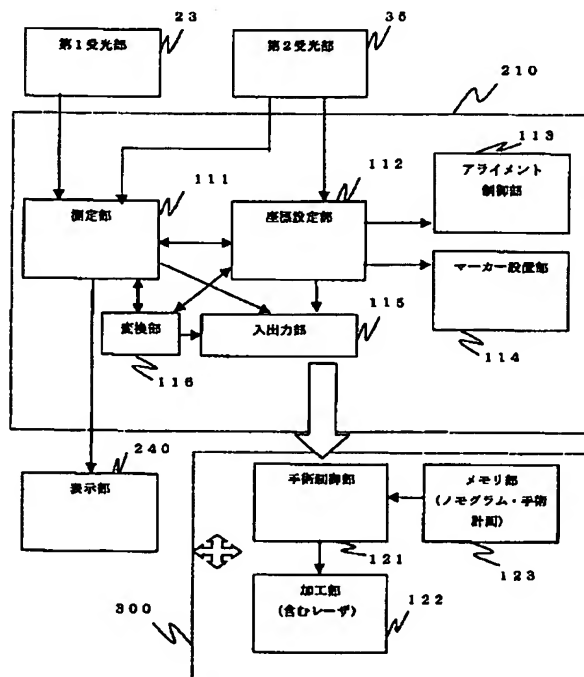 23
35
第1受光部
第2受光部
210
113
111
112
アライメント
制御部
測定部
座標設定部
マーカー設置部
115
変換部
入出力部
116
114
240
表示部
手術制御部
メモリ部
(ノモグラム・手術
計画)
121
123
加工部
(含むレーザ)
300
122